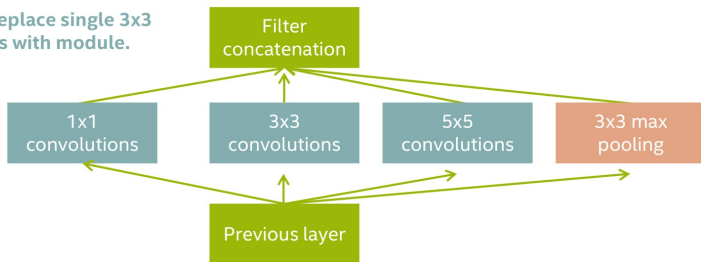 eplace single 3x3
s with module.
Filter
concatenation
1x1
convolutions
3x3
convolutions
5x5
convolutions
3x3 max
pooling
Previous layer